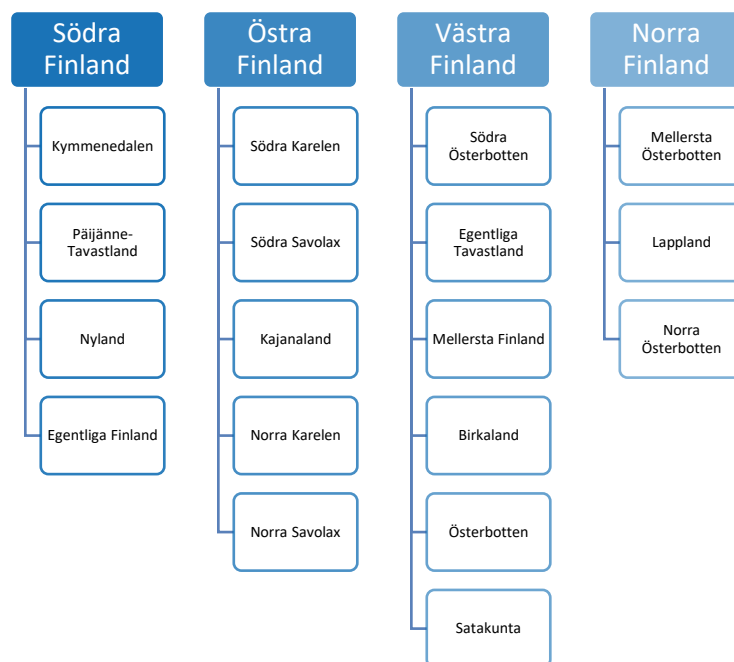 Södra
Finland
Kymmenedalen
Päijänne-
Tavastland
Nyland
Egentliga Finland
Östra
Finland
Södra Karelen
Södra Savolax
Kajanaland
Norra Karelen
Norra Savolax
Västra
Finland
Södra
Österbotten
Egentliga
Tavastland
Mellersta Finland
Birkaland
Österbotten
Satakunta
Norra
Finland
Mellersta
Österbotten
Lappland
Norra
Österbotten